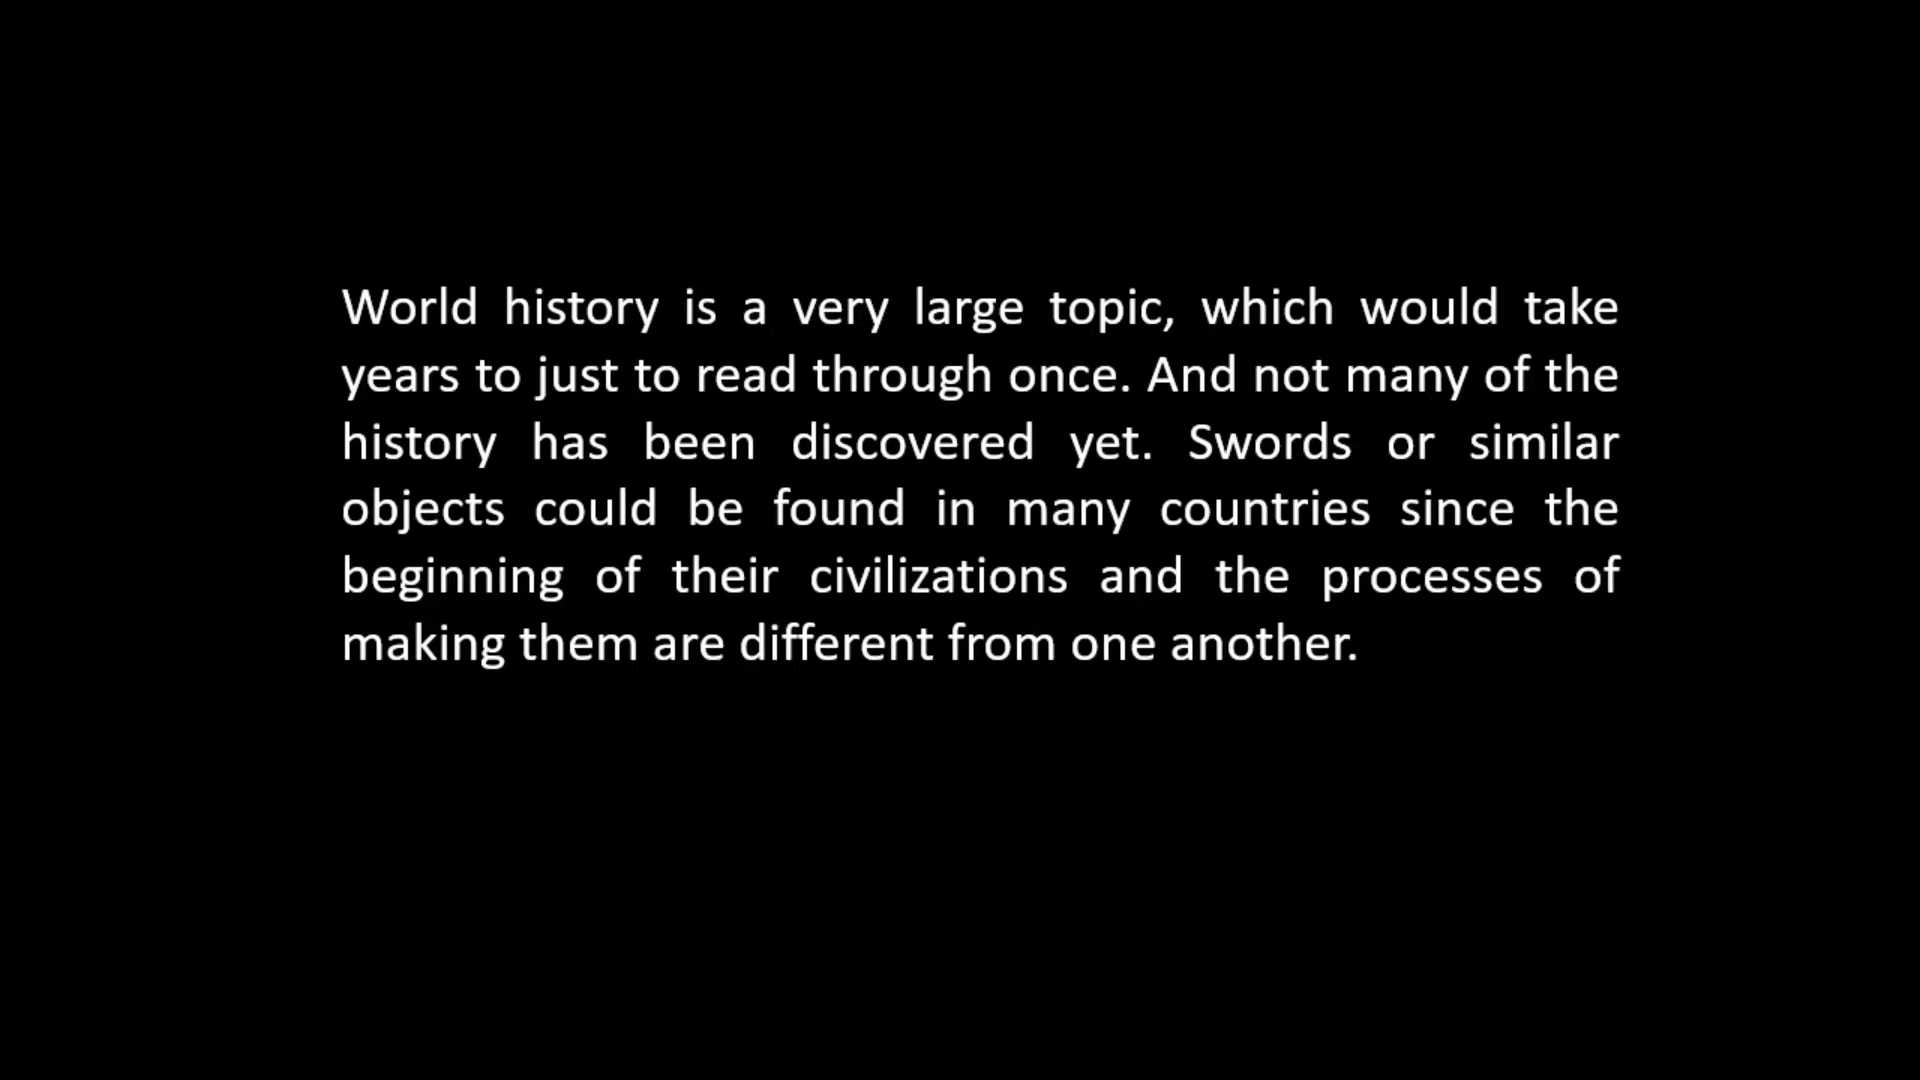 World history is a very large topic, which would take
years to just to read through once. And not many of the
history has been discovered yet. Swords or similar
objects could be found in many countries since the
beginning of their civilizations and the processes of
making them are different from one another.